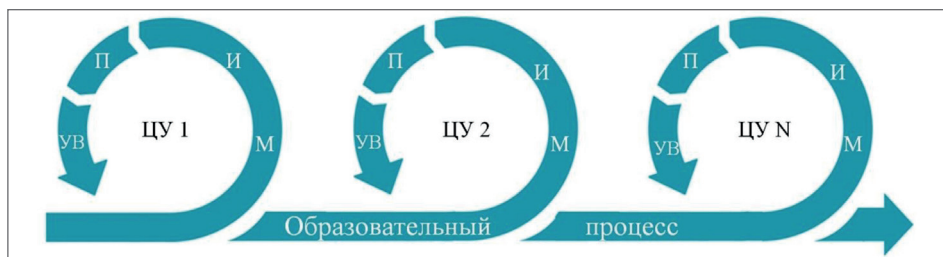 П И П И П И
УВ ЦУ 1 М УВ ЦУ 2 М УВ ЦУ N М
Образовательный процесс